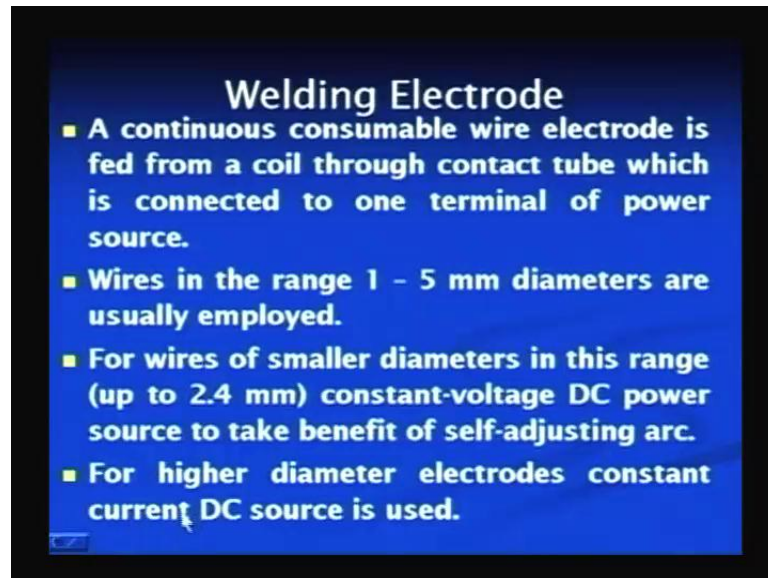 Welding Electrode
A continuous consumable wire electrode is
fed from a coil through contact tube which
is connected to one terminal of power
source.
Wires in the range 1 – 5 mm diameters are
usually employed.
For wires of smaller diameters in this range
(up to 2.4 mm) constant-voltage DC power
source to take benefit of self-adjusting arc.
For higher diameter electrodes constant
current DC source is used.